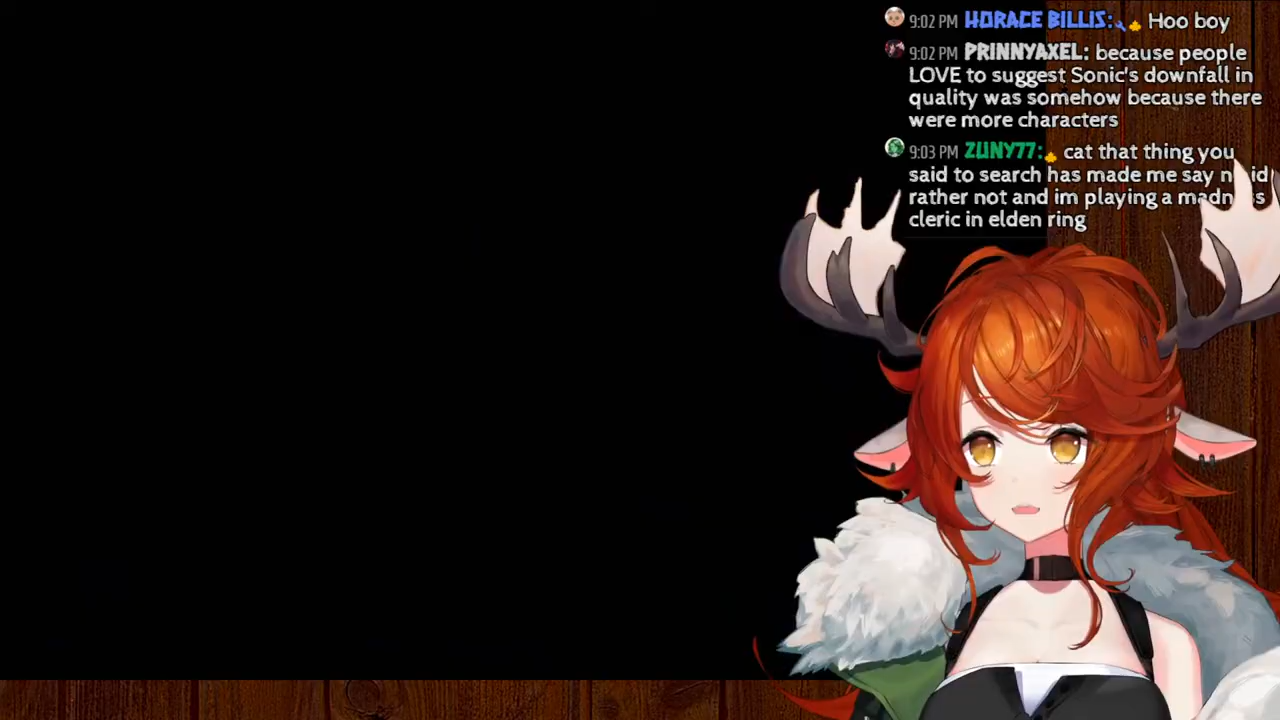 9:02 PM HORACE BILLIS: Hoo boy
9:02 PM PRINNYAXEL: because people
LOVE to suggest Sonic's downfall in
quality was somehow because there
were more characters
9:03 PM ZUNY77: cat that thing you
said to search has made me say
rather not and im playing a
cleric in elden ring